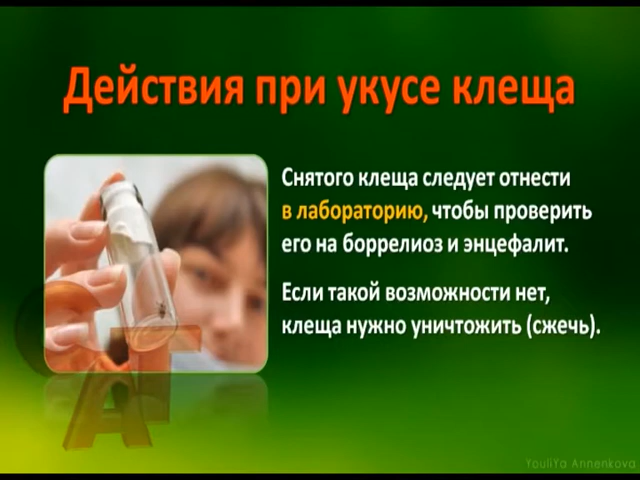 Действия при укусе клеща
Снятого клеща следует отнести
в лабораторию, чтобы проверить
его на боррелиоз и энцефалит.
Если такой возможности нет,
клеща нужно уничтожить (сжечь).
САТ
YouliYa Annenkova